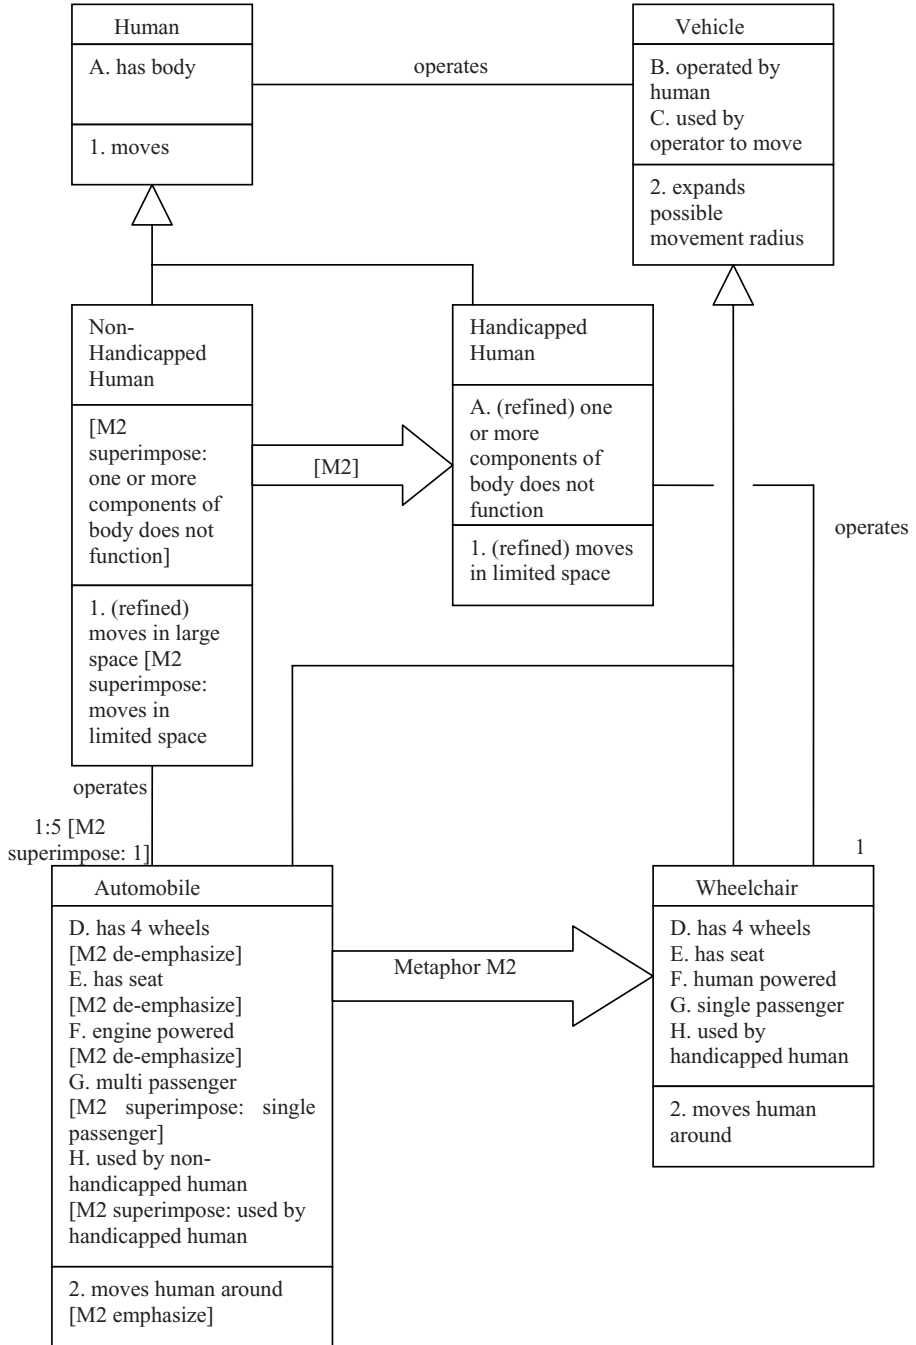 Human
A. has body
1. moves
operates
Vehicle
B. operated by
human
C. used by
operator to move
2. expands
possible
movement radius
Non-
Handicapped
Human
[M2
superimpose:
one or more
components of
body does not
function]
1. (refined)
moves in large
space [M2
superimpose:
moves in
limited space
[M2]
Handicapped
Human
A. (refined) one
or more
components of
body does not
function
1. (refined) moves
in limited space
operates
operates
1:5 [M2
superimpose: 1]
1
Automobile
D. has 4 wheels
[M2 de-emphasize]
E. has seat
[M2 de-emphasize]
F. engine powered
[M2 de-emphasize]
G. multi passenger
[M2 superimpose: single
passenger]
H. used by non-
handicapped human
[M2 superimpose: used by
handicapped human
2. moves human around
[M2 emphasize]
Metaphor M2
Wheelchair
D. has 4 wheels
E. has seat
F. human powered
G. single passenger
H. used by
handicapped human
2. moves human
around